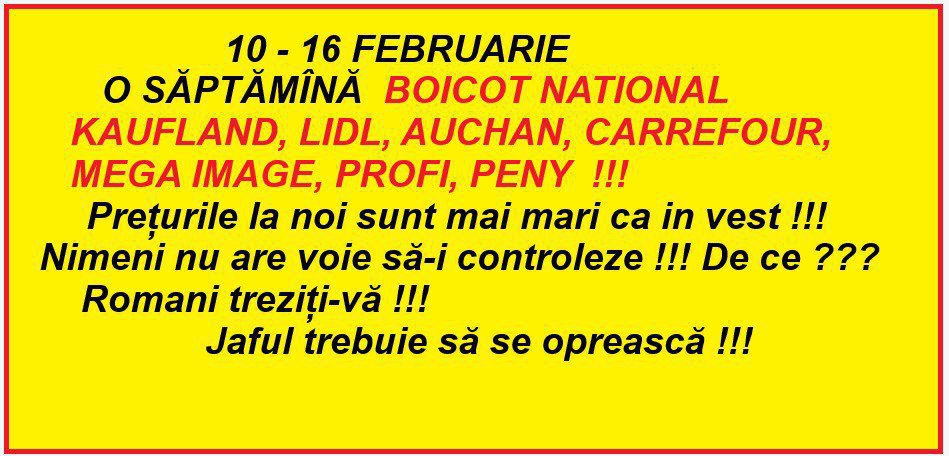 10 - 16 FEBRUARIE
O SĂPTĂMÎNĂ BOICOT NATIONAL
KAUFLAND, LIDL, AUCHAN, CARREFOUR,
MEGA IMAGE, PROFI, PENY !!!
Prețurile la noi sunt mai mari ca in vest !!!
Nimeni nu are voie să-i controleze !!! De ce ???
Romani treziți-vă !!!
Jaful trebuie să se oprească !!!